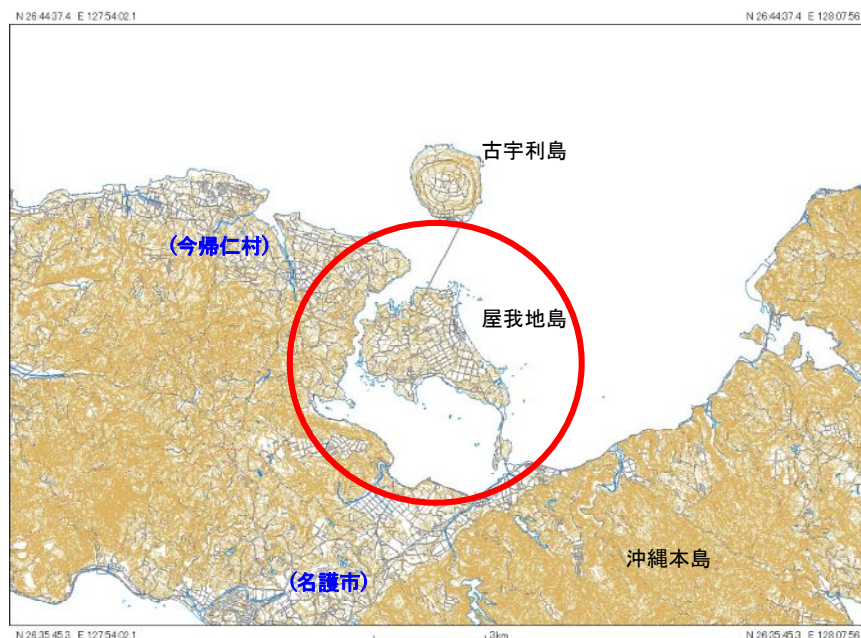 N 26:44:37.4 E 127:54:02.1
N 26:44:37.4 E 128:07:56
古宇利島
(今帰仁村)
屋我地島
沖縄本島
(名護市)
N 26:35:45.3 E 127:54:02.1
3km
N 26:35:45.3 E 128:07:56